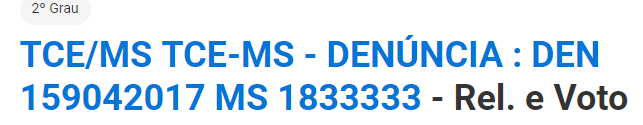 2º Grau
TCE/MS TCE-MS - DENÚNCIA : DEN
159042017 MS 1833333 - Rel. e Voto